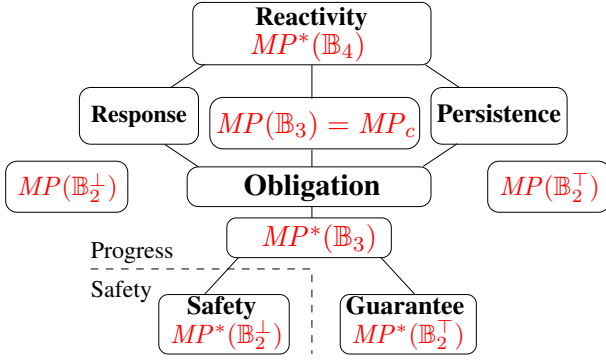 Reactivity
MP*(𝔹₄)
Response
MP(𝔹₃) = MP_c
Persistence
MP(𝔹₂^⊥)
Obligation
MP(𝔹₂^⊤)
MP*(𝔹₃)
Progress
Safety
Safety
MP*(𝔹₂^⊥)
Guarantee
MP*(𝔹₂^⊤)